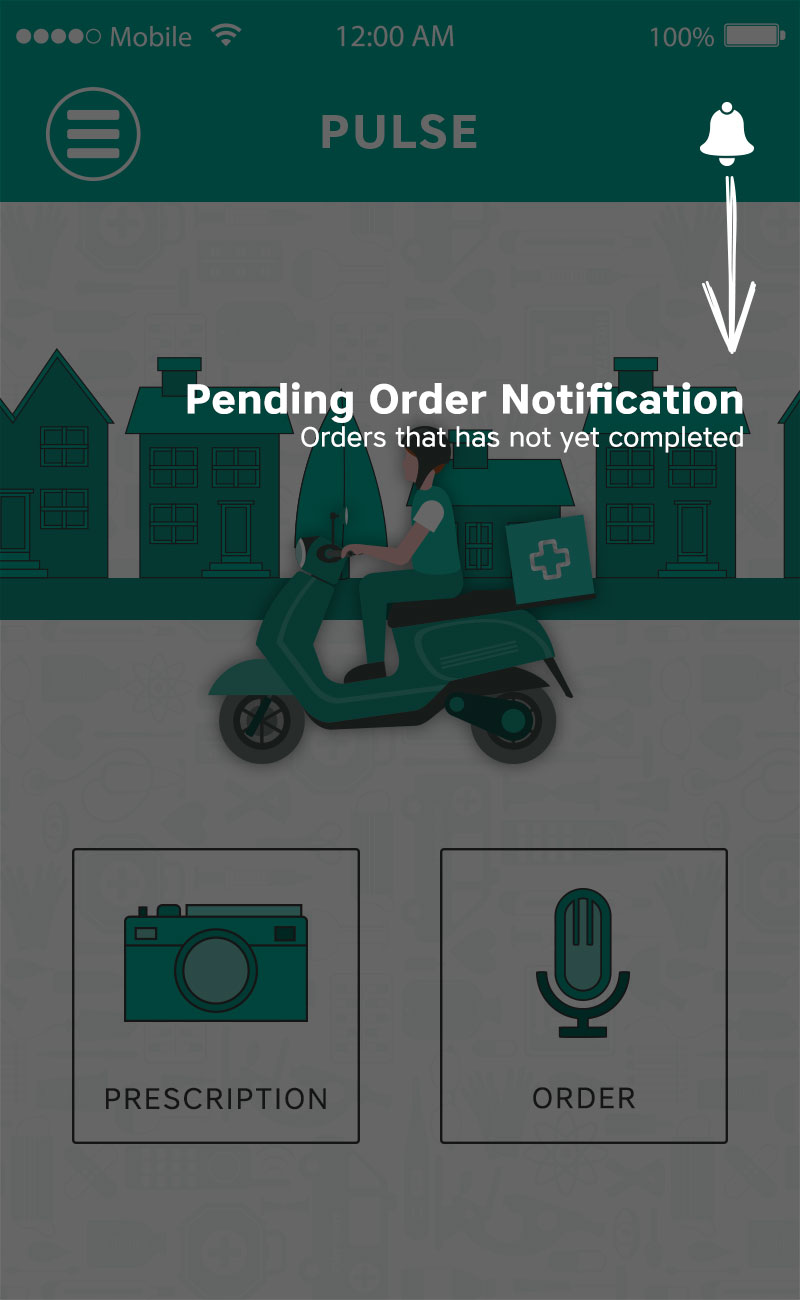 Mobile 12:00 AM 100%
PULSE
Pending Order Notification
Orders that has not yet completed
PRESCRIPTION
ORDER